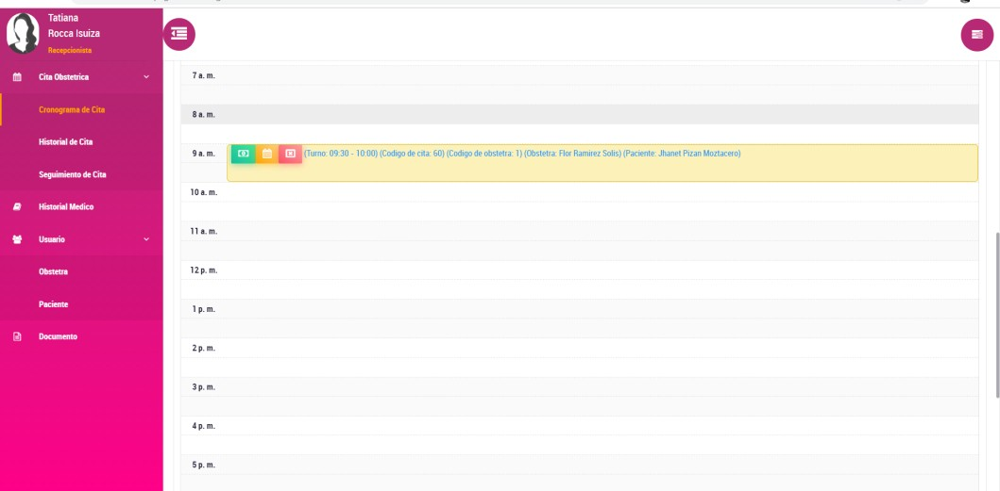 Tatiana
Rocca Isuiza
Recepcionista
Cita Obstetrica
Cronograma de Cita
Historial de Cita
Seguimiento de Cita
Historial Medico
Usuario
Obstetra
Paciente
Documento
7 a. m.
8 a. m.
9 a. m.
(Turno: 09:30 - 10:00) (Codigo de cita: 60) (Codigo de obstetra: 1) (Obstetra: Flor Ramirez Solis) (Paciente: Jhanet Pizan Moztacero)
10 a. m.
11 a. m.
12 p. m.
1 p. m.
2 p. m.
3 p. m.
4 p. m.
5 p. m.